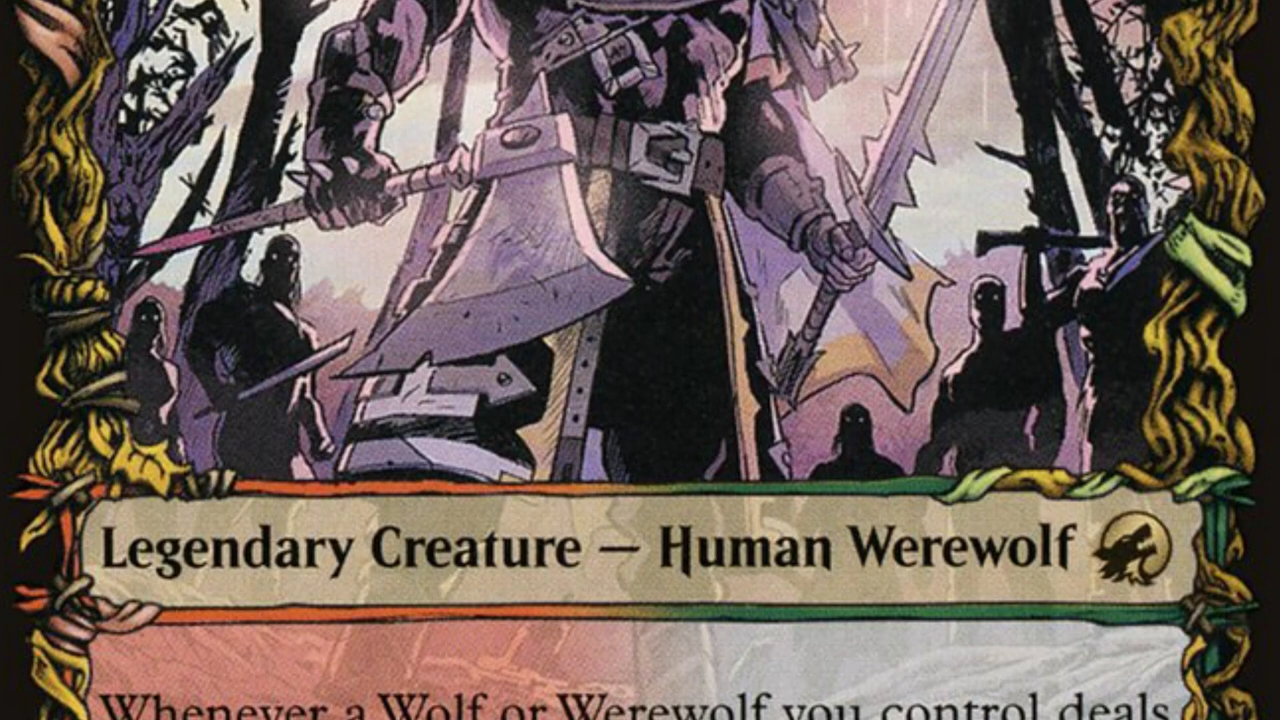 Legendary Creature — Human Werewolf
Whenever a Wolf or Werewolf you control deals